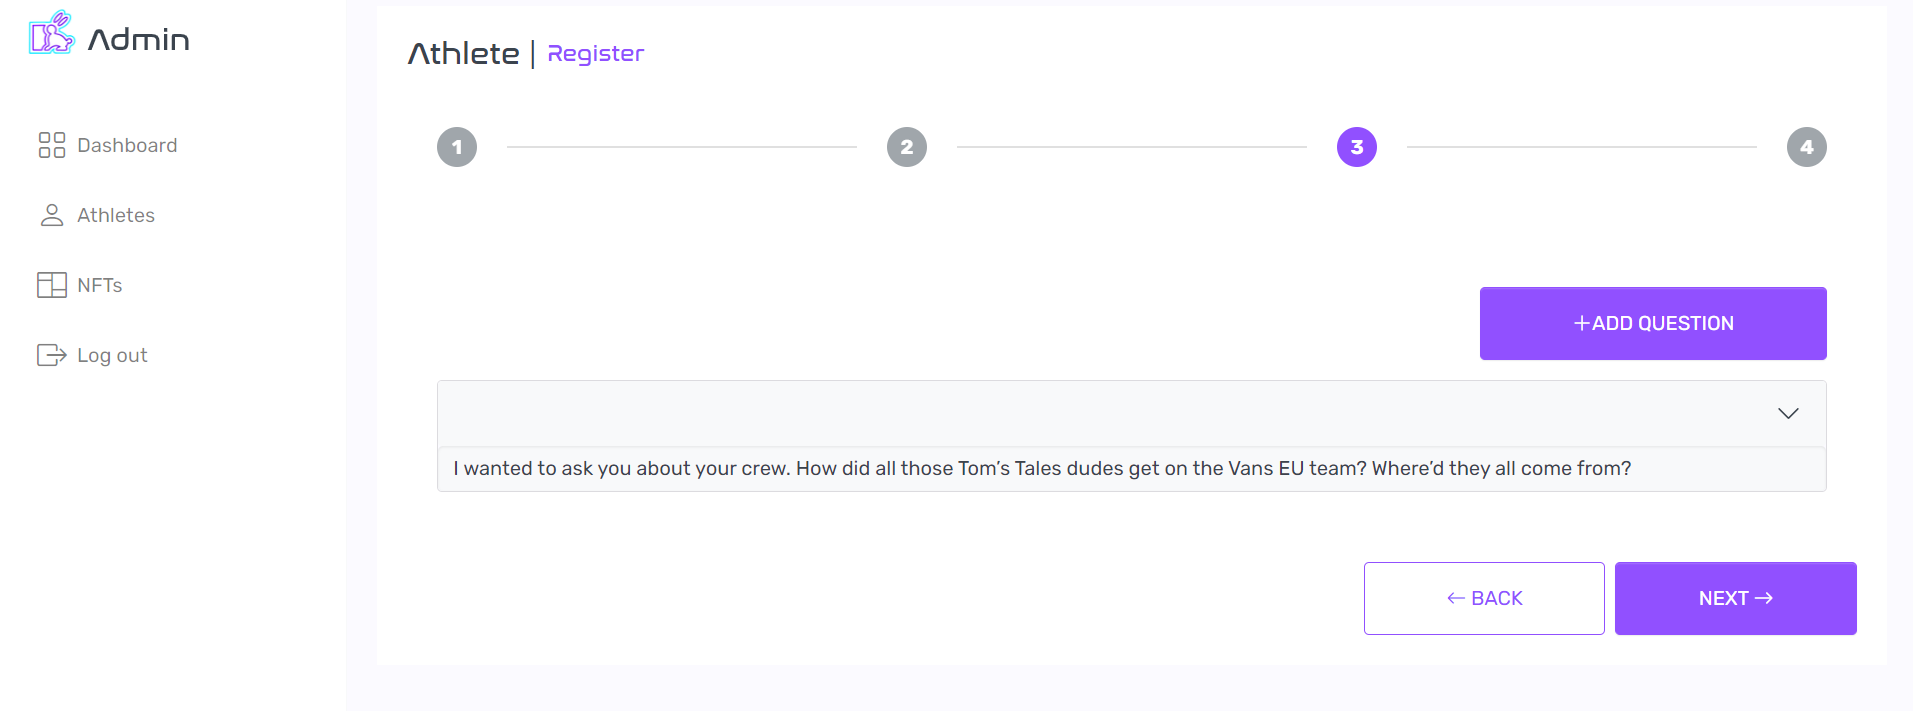 Admin
Dashboard
Athletes
NFTs
Log out
Athlete | Register
1 2 3 4
+ADD QUESTION
I wanted to ask you about your crew. How did all those Tom’s Tales dudes get on the Vans EU team? Where’d they all come from?
← BACK
NEXT →